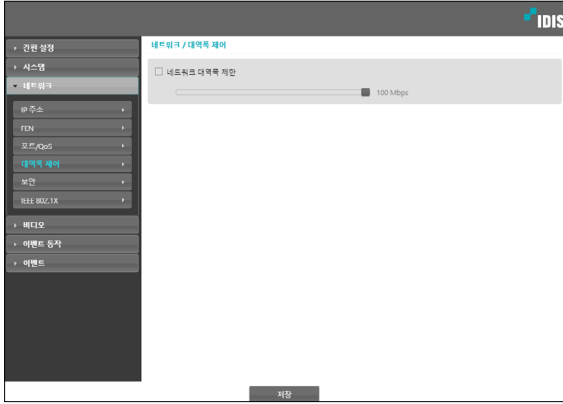 IDIS
간편 설정
시스템
네트워크
IP 주소
FEN
포트/QoS
대역폭 제어
보안
IEEE 802.1X
비디오
이벤트 동작
이벤트
네트워크 / 대역폭 제어
네트워크 대역폭 제한
100 Mbps
저장